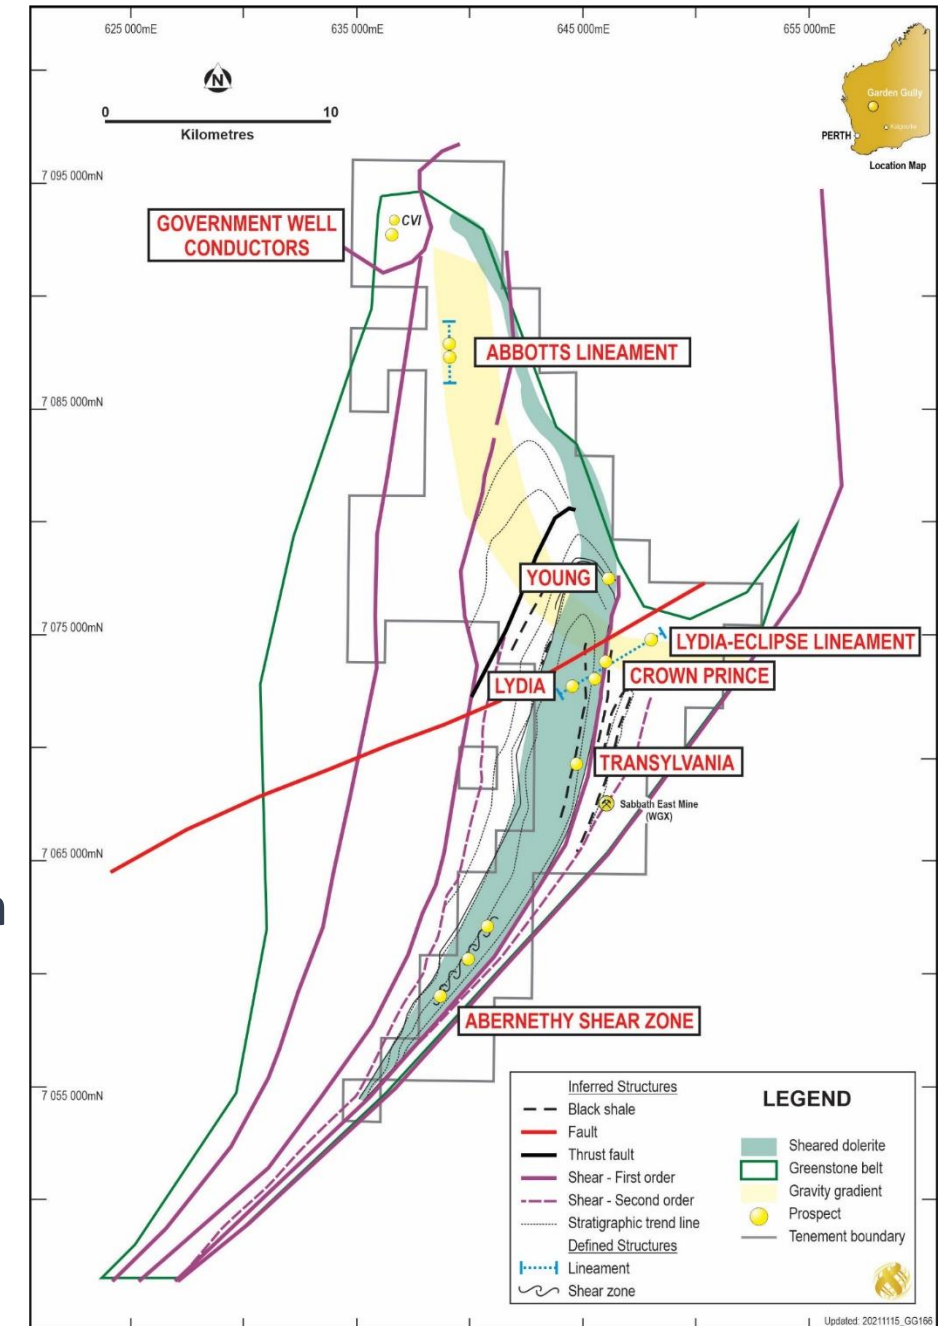 625 000mE
635 000mE
645 000mE
655 000mE
N
0
10
Kilometres
Garden Gully
Kalgoorlie
PERTH
Location Map
7 095 000mN
CVI
GOVERNMENT WELL
CONDUCTORS
ABBOTTS LINEAMENT
7 085 000mN
YOUNG
7 075 000mN
LYDIA-ECLIPSE LINEAMENT
LYDIA
CROWN PRINCE
TRANSYLVANIA
Sabbath East Mine
(WGX)
7 065 000mN
n
ABERNETHY SHEAR ZONE
7 055 000mN
Inferred Structures
Black shale
Fault
Thrust fault
Shear - First order
Shear - Second order
Stratigraphic trend line
Defined Structures
Lineament
Shear zone
LEGEND
Sheared dolerite
Greenstone belt
Gravity gradient
Prospect
Tenement boundary
Updated: 20211115_GG166